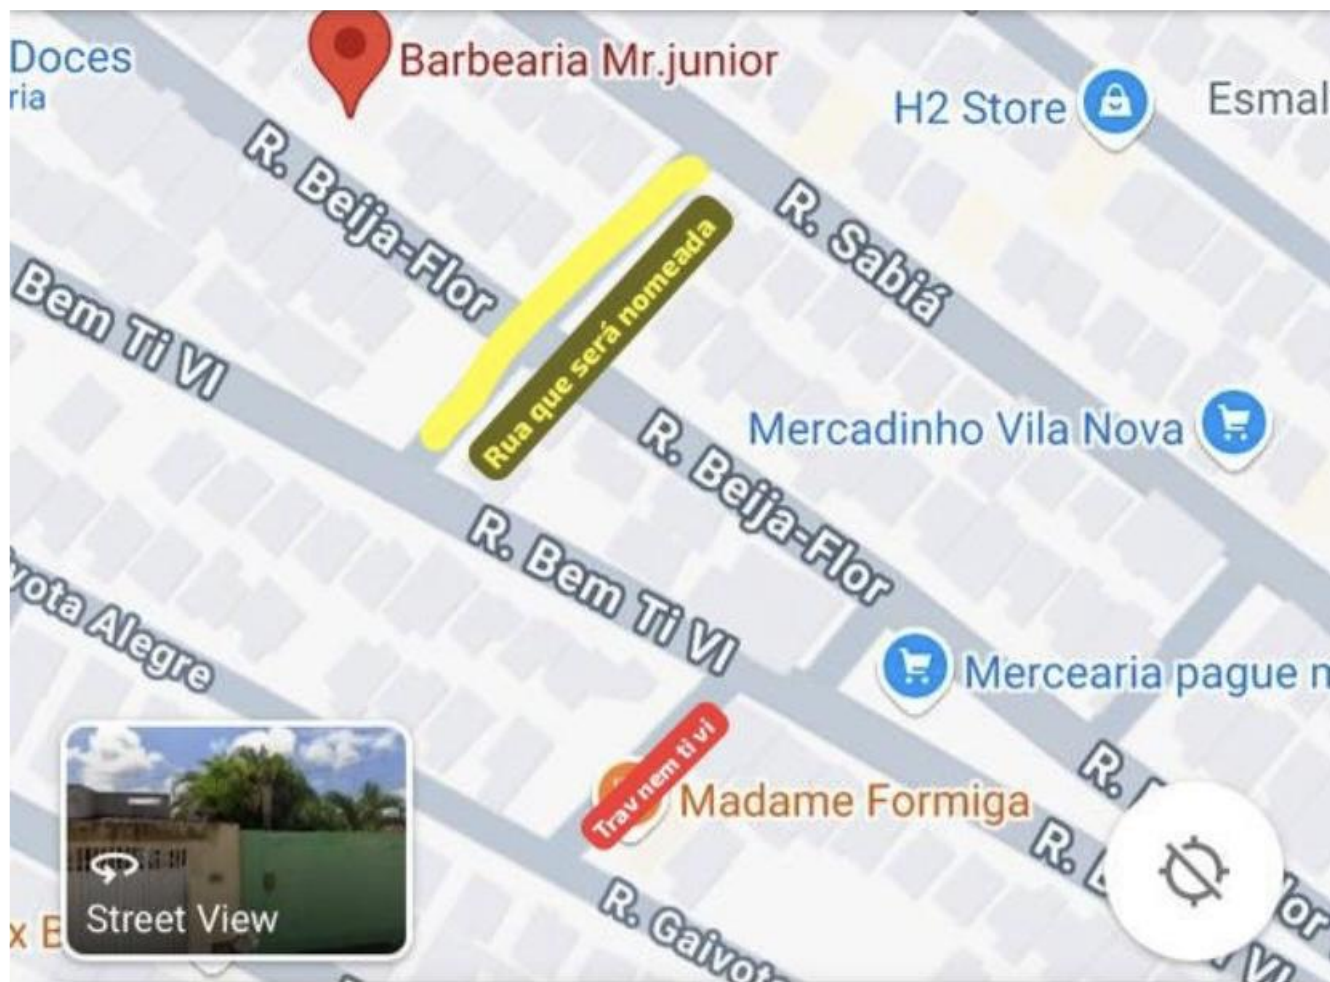 Doces
ria
Barbearia Mr.junior
H2 Store
Esmal
R. Beija-Flor
R. Sabiá
Rua que será nomeada
Bem Ti VI
Mercadinho Vila Nova
R. Beija-Flor
R. Bem Ti VI
vota Alegre
Mercearia pague
Trav nem ti vi
Madame Formiga
R.
R.
lor
VI
Street View
x
R. Gaivota